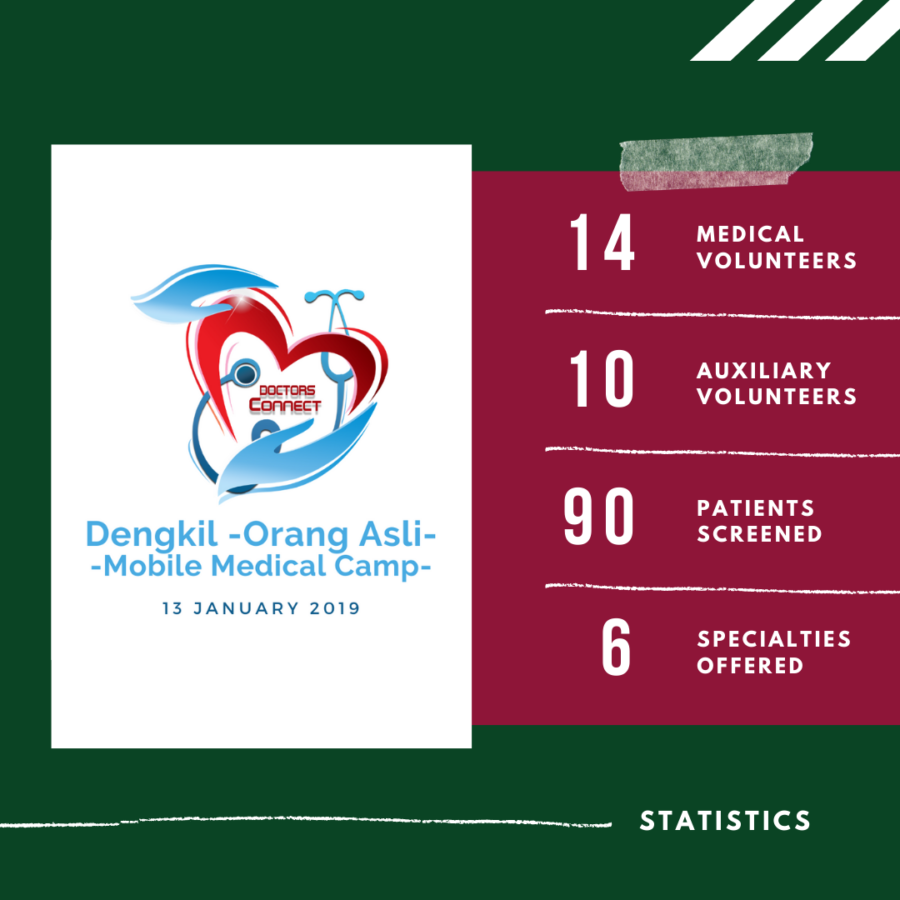 DOCTORS
CONNECT
Dengkil -Orang Asli-
-Mobile Medical Camp-
13 JANUARY 2019
14 MEDICAL
VOLUNTEERS
10 AUXILIARY
VOLUNTEERS
90 PATIENTS
SCREENED
6 SPECIALTIES
OFFERED
STATISTICS